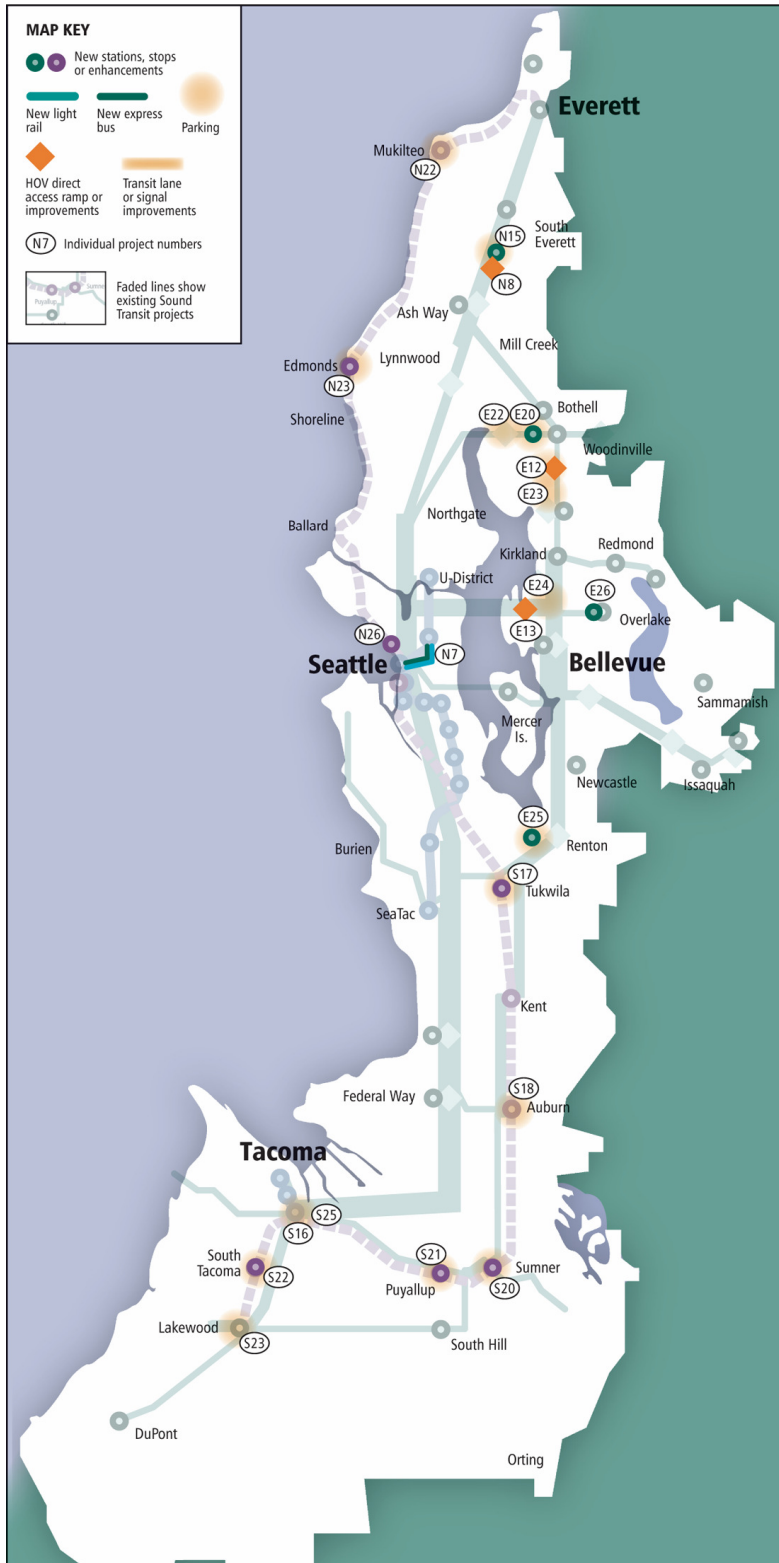 MAP KEY
New stations, stops
or enhancements
New light
rail
New express
bus
Parking
HOV direct
access ramp or
improvements
Transit lane
or signal
improvements
N7
Individual project numbers
Puyallup
Faded lines show
existing Sound
Transit projects
Everett
Mukilteo
N22
N15
South
Everett
N8
Ash Way
Mill Creek
Lynnwood
Edmonds
N23
Shoreline
E22
E20
Bothell
Woodinville
E12
E23
Northgate
Ballard
Kirkland
Redmond
U-District
E24
E26
Overlake
E13
N26
N7
Seattle
Bellevue
Sammamish
Mercer
Is.
Newcastle
Issaquah
E25
Renton
Burien
S17
Tukwila
SeaTac
Kent
S18
Auburn
Federal Way
Tacoma
S25
S16
South
Tacoma
S22
S21
Puyallup
Sumner
S20
Lakewood
S23
South Hill
DuPont
Orting